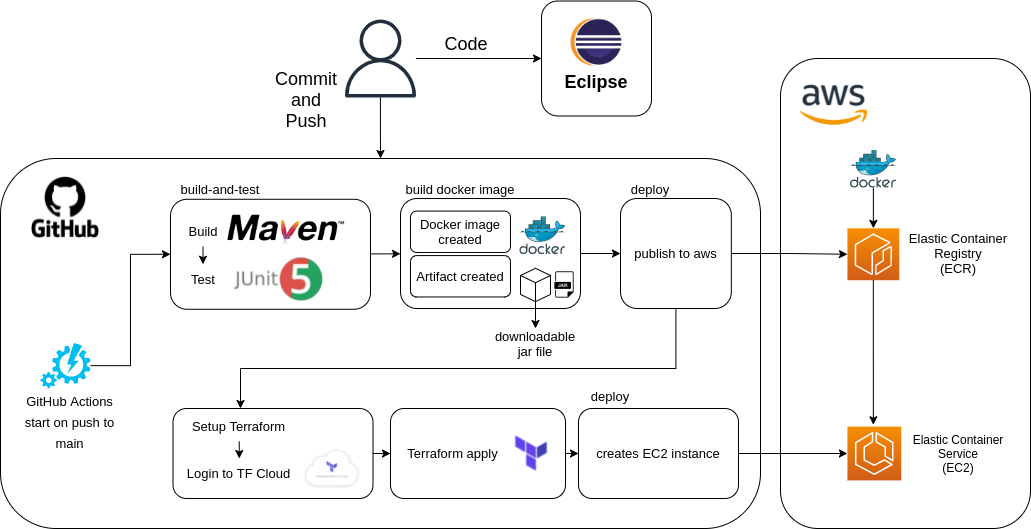 Code
Eclipse
Commit
and
Push
aws
GitHub
build-and-test
build docker image
deploy
Build
Maven™
Test
JUnit 5
Docker image
created
docker
Artifact created
JAR
downloadable
jar file
publish to aws
docker
Elastic Container
Registry
(ECR)
GitHub Actions
start on push to
main
Setup Terraform
Login to TF Cloud
Terraform apply
deploy
creates EC2 instance
Elastic Container
Service
(EC2)